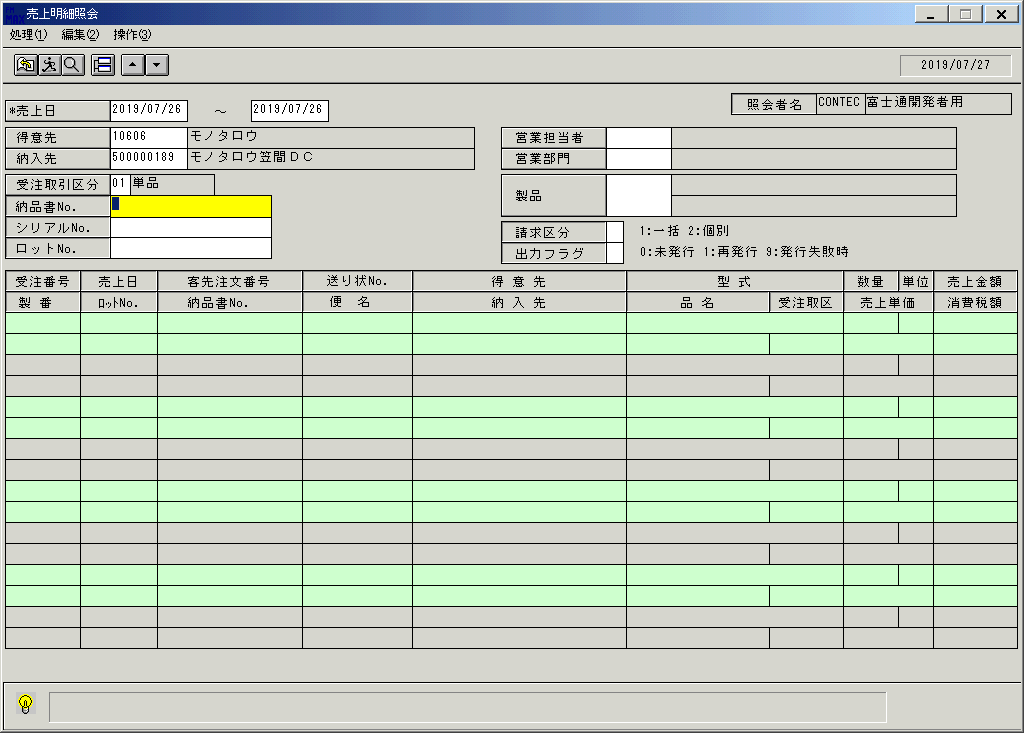 売上明細照会
処理(1) 編集(2) 操作(3)
2019/07/27
照会者名 CONTEC 富士通開発者用
*売上日 2019/07/26 ～ 2019/07/26
得意先 10606 モノタロウ 営業担当者
納入先 500000189 モノタロウ笠間ＤＣ 営業部門
受注取引区分 01 単品
製品
納品書No.
シリアルNo. 請求区分 1:一括 2:個別
ロットNo. 出力フラグ 0:未発行 1:再発行 9:発行失敗時
受注番号 売上日 客先注文番号 送り状No. 得 意 先 型 式 数量 単位 売上金額
製 番 ﾛｯﾄNo. 納品書No. 便 名 納 入 先 品 名 受注取区 売上単価 消費税額